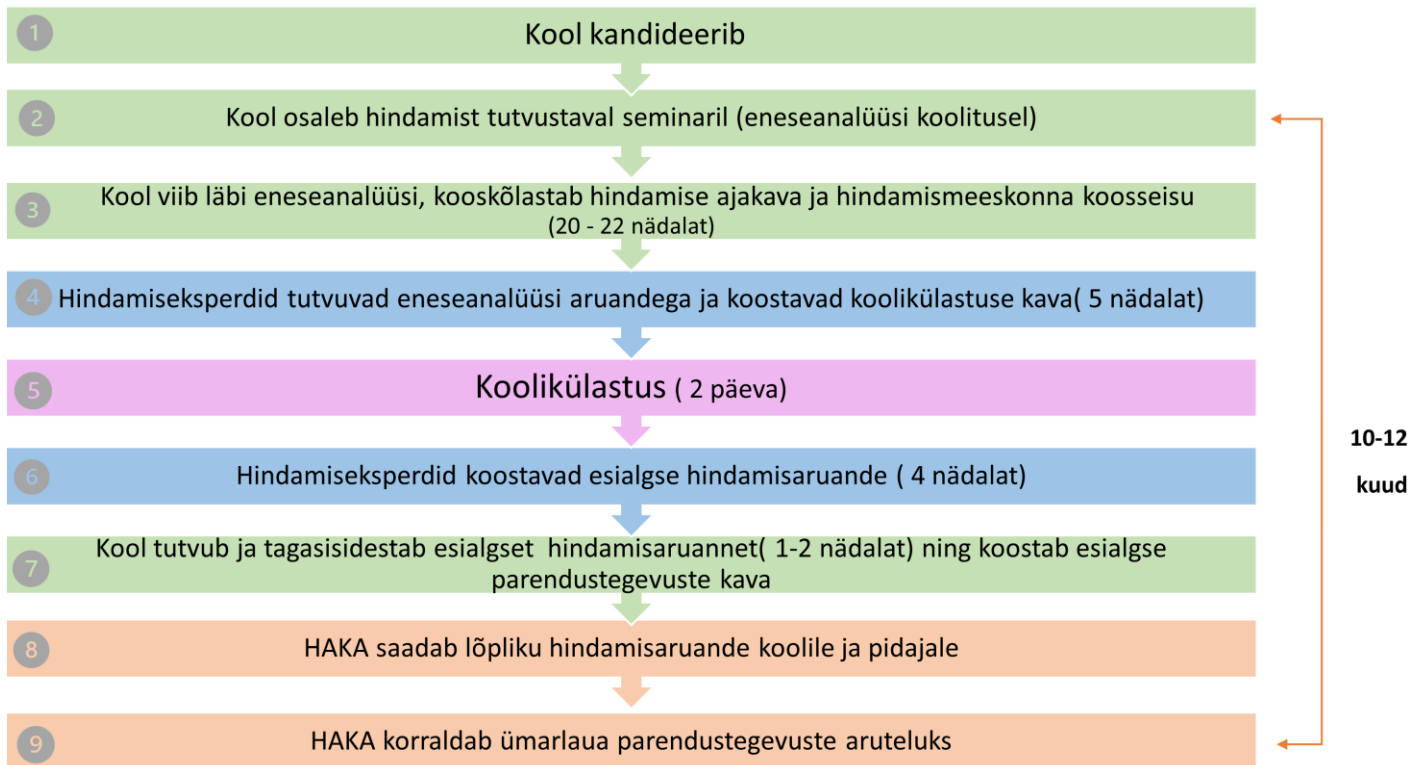 1
Kool kandideerib
2
Kool osaleb hindamist tutvustaval seminaril (eneseanalüüsi koolitusel)
3
Kool viib läbi eneseanalüüsi, kooskõlastab hindamise ajakava ja hindamismeeskonna koosseisu
(20 - 22 nädalat)
4
Hindamiseksperdid tutvuvad eneseanalüüsi aruandega ja koostavad koolikülastuse kava( 5 nädalat)
5
Koolikülastus ( 2 päeva)
6
Hindamiseksperdid koostavad esialgse hindamisaruande ( 4 nädalat)
7
Kool tutvub ja tagasisidestab esialgset hindamisaruannet( 1-2 nädalat) ning koostab esialgse
parendustegevuste kava
8
HAKA saadab lõpliku hindamisaruande koolile ja pidajale
9
HAKA korraldab ümarlaua parendustegevuste aruteluks
10-12
kuud